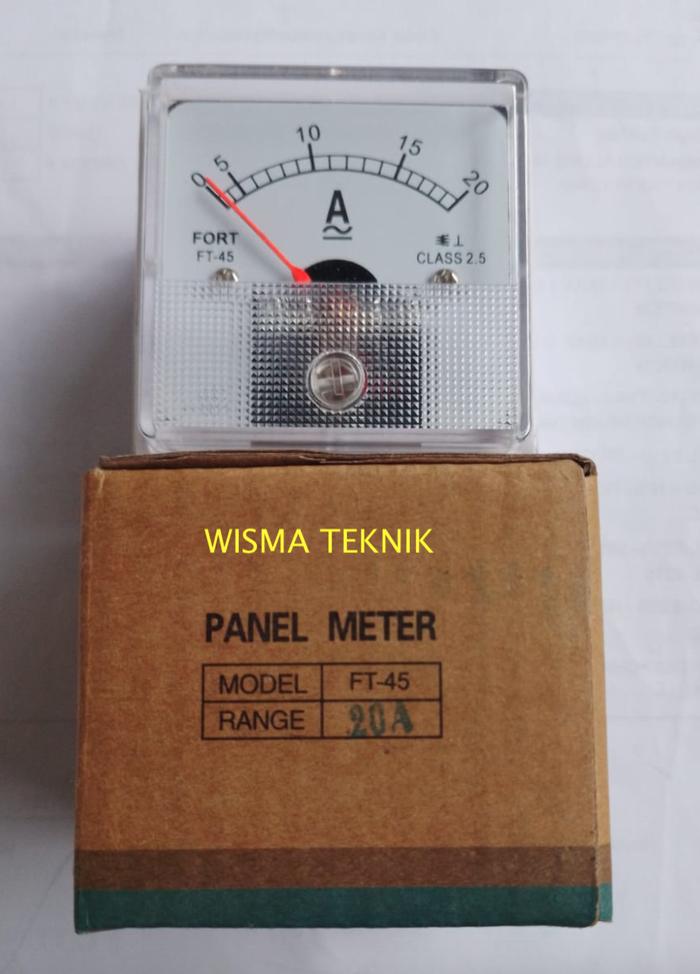 0 5 10 15 20
A
FORT
FT-45
CLASS 2.5
WISMA TEKNIK
PANEL METER
MODEL FT-45
RANGE 20A